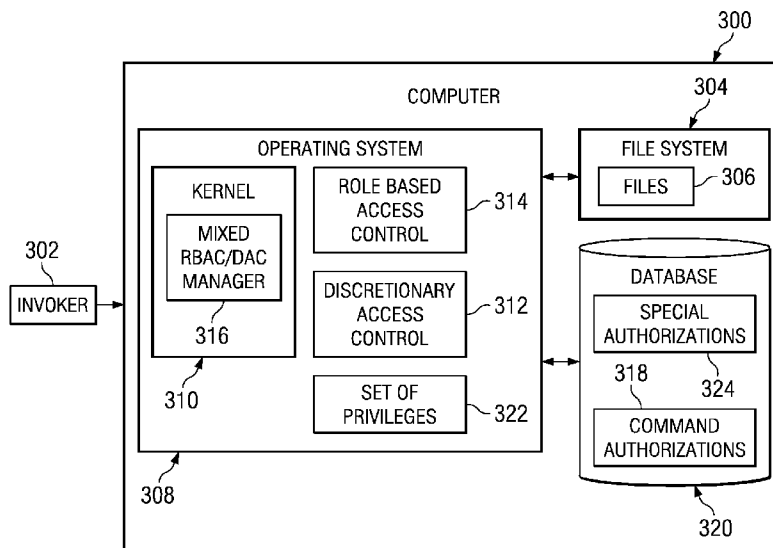 300
COMPUTER
304
OPERATING SYSTEM
FILE SYSTEM
FILES
306
KERNEL
MIXED
RBAC/DAC
MANAGER
316
310
ROLE BASED
ACCESS
CONTROL
314
302
INVOKER
DISCRETIONARY
ACCESS
CONTROL
312
SET OF
PRIVILEGES
322
308
DATABASE
SPECIAL
AUTHORIZATIONS
324
318
COMMAND
AUTHORIZATIONS
320